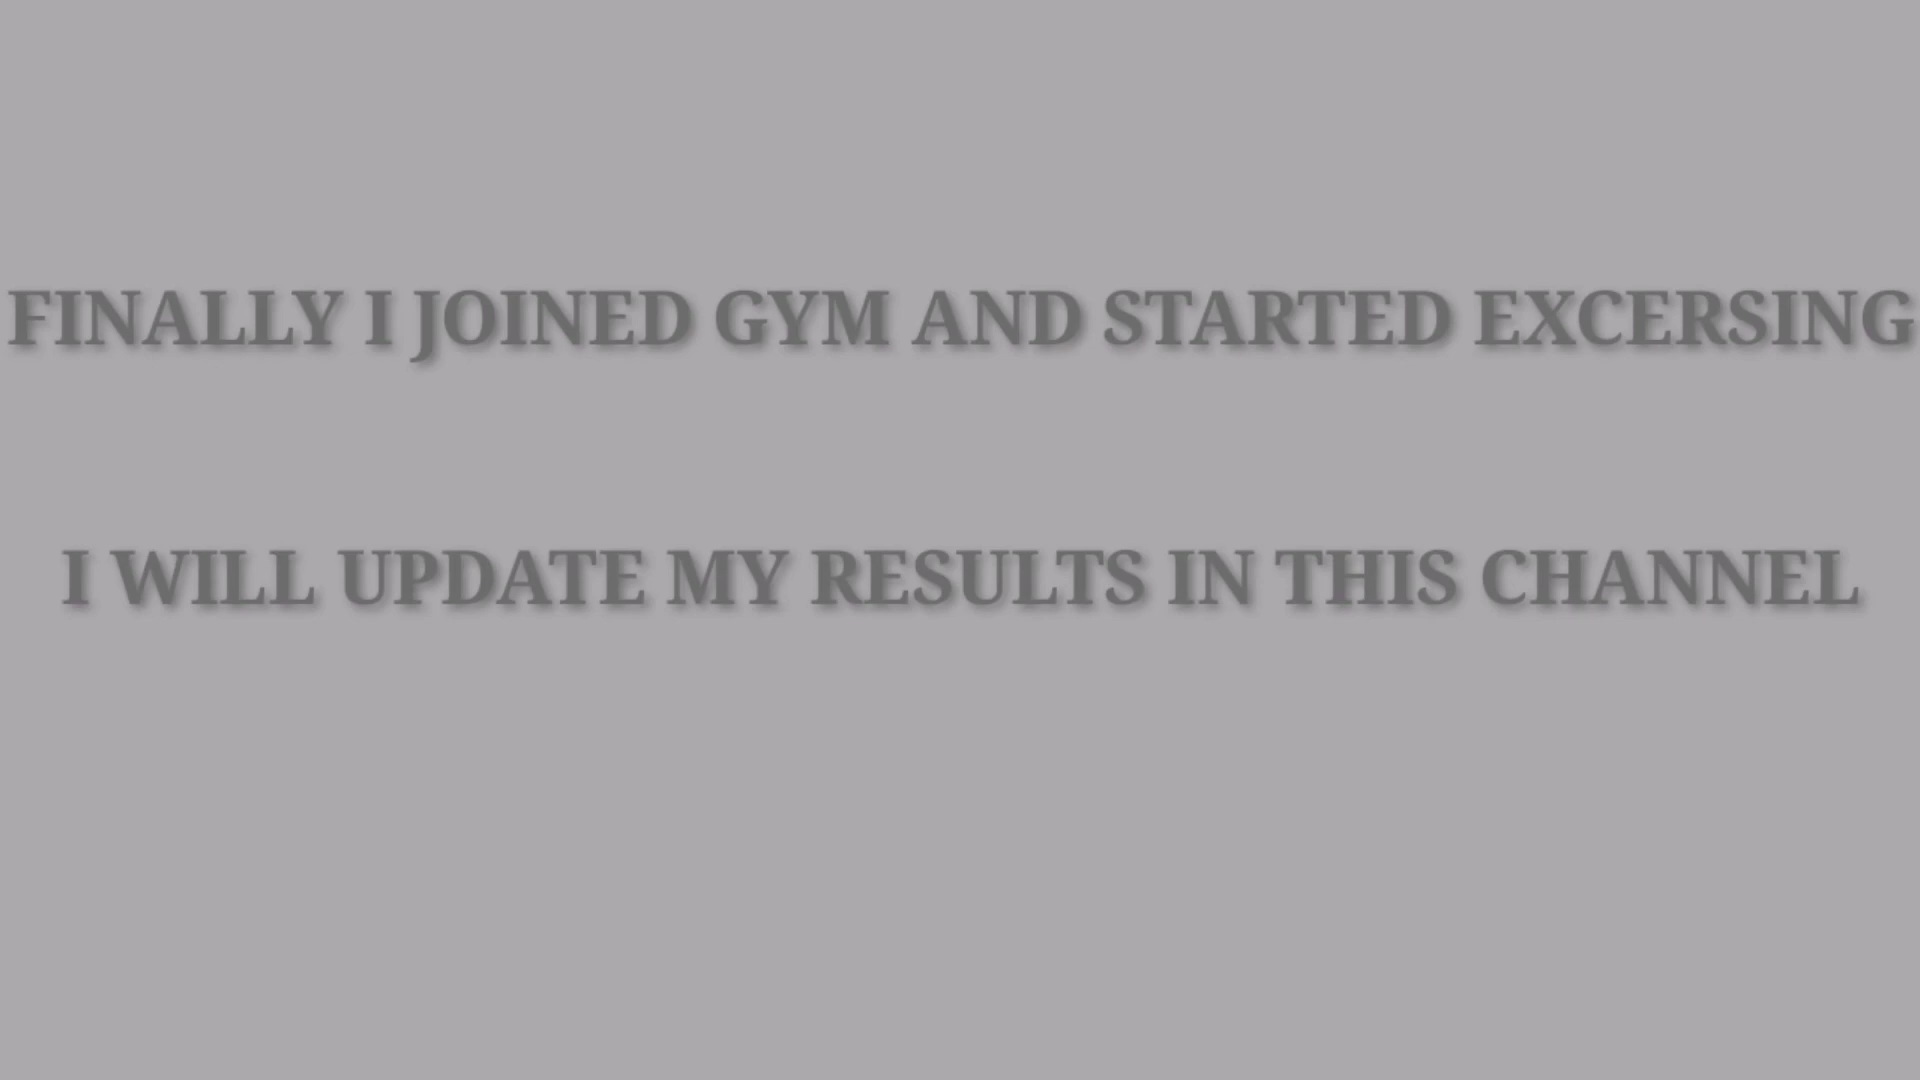 FINALLY I JOINED GYM AND STARTED EXCERSING
I WILL UPDATE MY RESULTS IN THIS CHANNEL